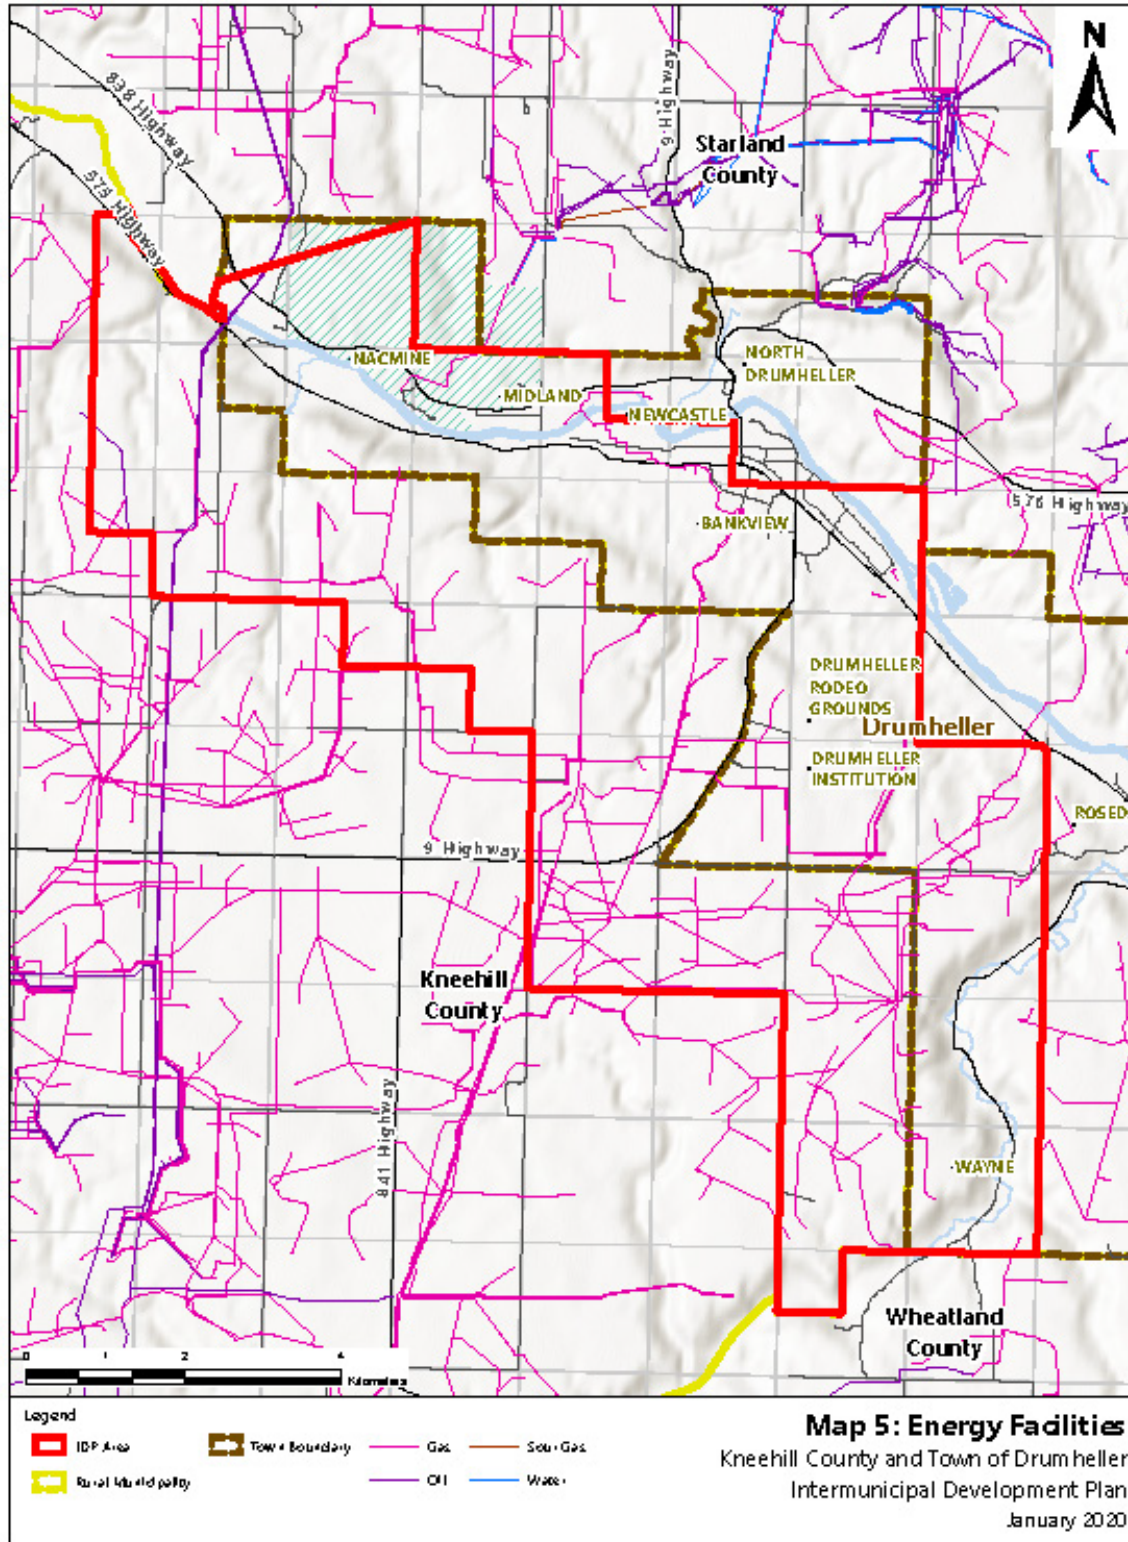 N
838 Highway
575 Highway
9 Highway
Starland
County
NACMINE
MIDLAND
NORTH
DRUMHELLER
NEWCASTLE
576 Highway
BANKVIEW
DRUMHELLER
RODEO
GROUNDS
Drumheller
DRUMHELLER
INSTITUTION
ROSED
9 Highway
Kneehill
County
841 Highway
WAYNE
Wheatland
County
0 1 2 4
Kilometers
Legend
IDP Area
Town Boundary
Gas
Sour Gas
Rural Municipality
Oil
Water
Map 5: Energy Facilities
Kneehill County and Town of Drumheller
Intermunicipal Development Plan
January 2020